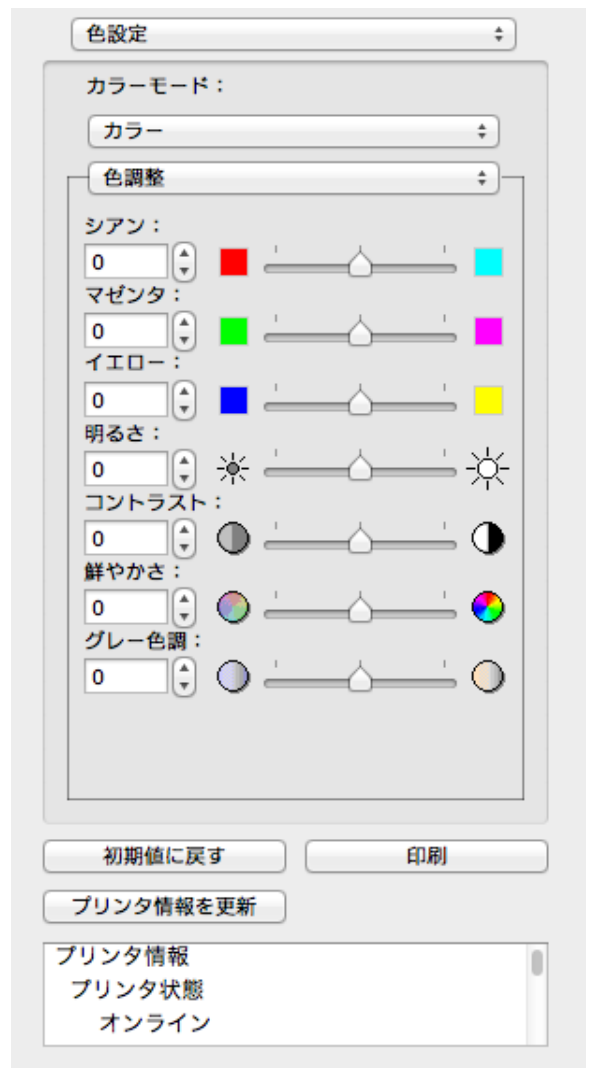 色設定
カラーモード：
カラー
色調整
シアン：
0
マゼンタ：
0
イエロー：
0
明るさ：
0
コントラスト：
0
鮮やかさ：
0
グレー色調：
0
初期値に戻す
印刷
プリンタ情報を更新
プリンタ情報
プリンタ状態
オンライン